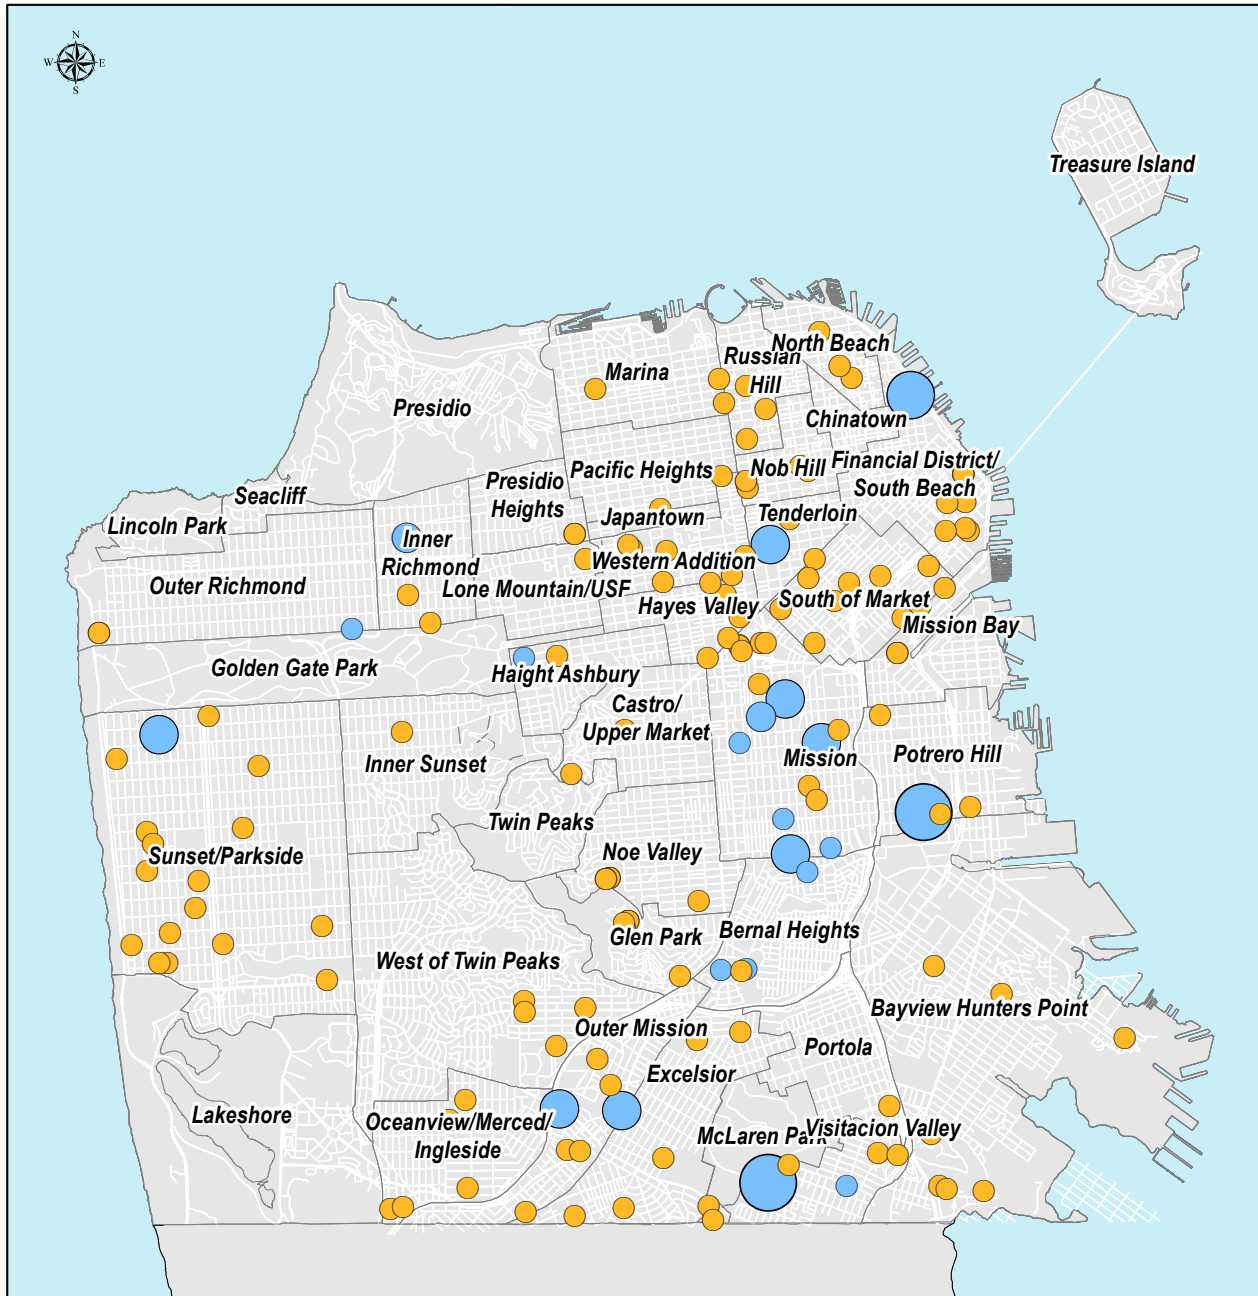 N
W E
S
Treasure Island
North Beach
Russian
Hill
Marina
Presidio
Chinatown
Financial District/
South Beach
Nob Hill
Pacific Heights
Presidio
Heights
Seacliff
Lincoln Park
Japantown
Tenderloin
Inner
Richmond
Western Addition
Outer Richmond
Lone Mountain/USF
Hayes Valley
South of Market
Mission Bay
Golden Gate Park
Haight Ashbury
Castro/
Upper Market
Inner Sunset
Mission
Potrero Hill
Twin Peaks
Sunset/Parkside
Noe Valley
Glen Park
Bernal Heights
West of Twin Peaks
Bayview Hunters Point
Outer Mission
Portola
Excelsior
Lakeshore
Oceanview/Merced/
Ingleside
McLaren Park
Visitacion Valley